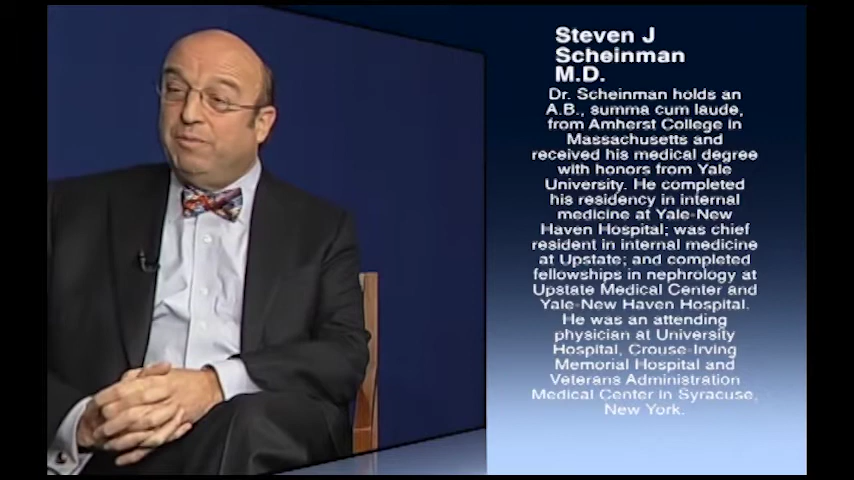 Steven J
Scheinman
M.D.
Dr. Scheinman holds an
A.B., summa cum laude,
from Amherst College in
Massachusetts and
received his medical degree
with honors from Yale
University. He completed
his residency in internal
medicine at Yale-New
Haven Hospital; was chief
resident in internal medicine
at Upstate; and completed
fellowships in nephrology at
Upstate Medical Center and
Yale-New Haven Hospital.
He was an attending
physician at University
Hospital, Crouse-Irving
Memorial Hospital and
Veterans Administration
Medical Center in Syracuse,
New York.